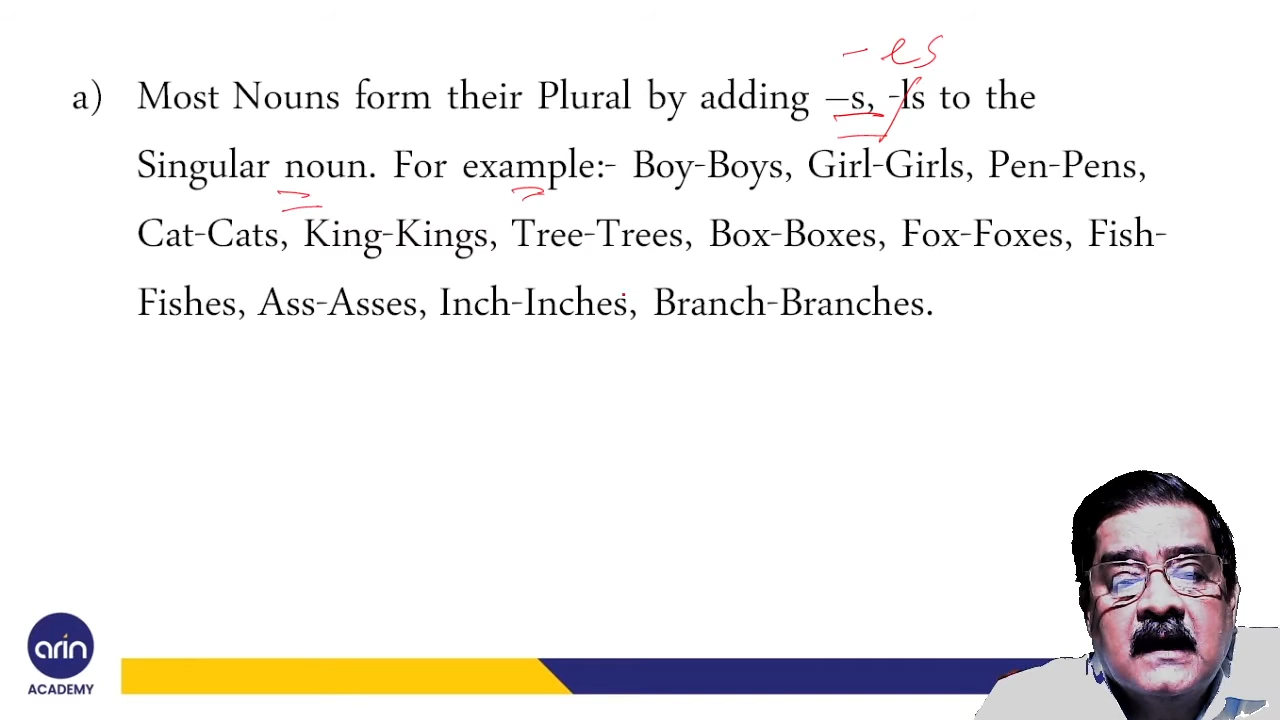 -es
a) Most Nouns form their Plural by adding –s, -ls to the
Singular noun. For example:- Boy-Boys, Girl-Girls, Pen-Pens,
Cat-Cats, King-Kings, Tree-Trees, Box-Boxes, Fox-Foxes, Fish-
Fishes, Ass-Asses, Inch-Inches, Branch-Branches.
arin
ACADEMY